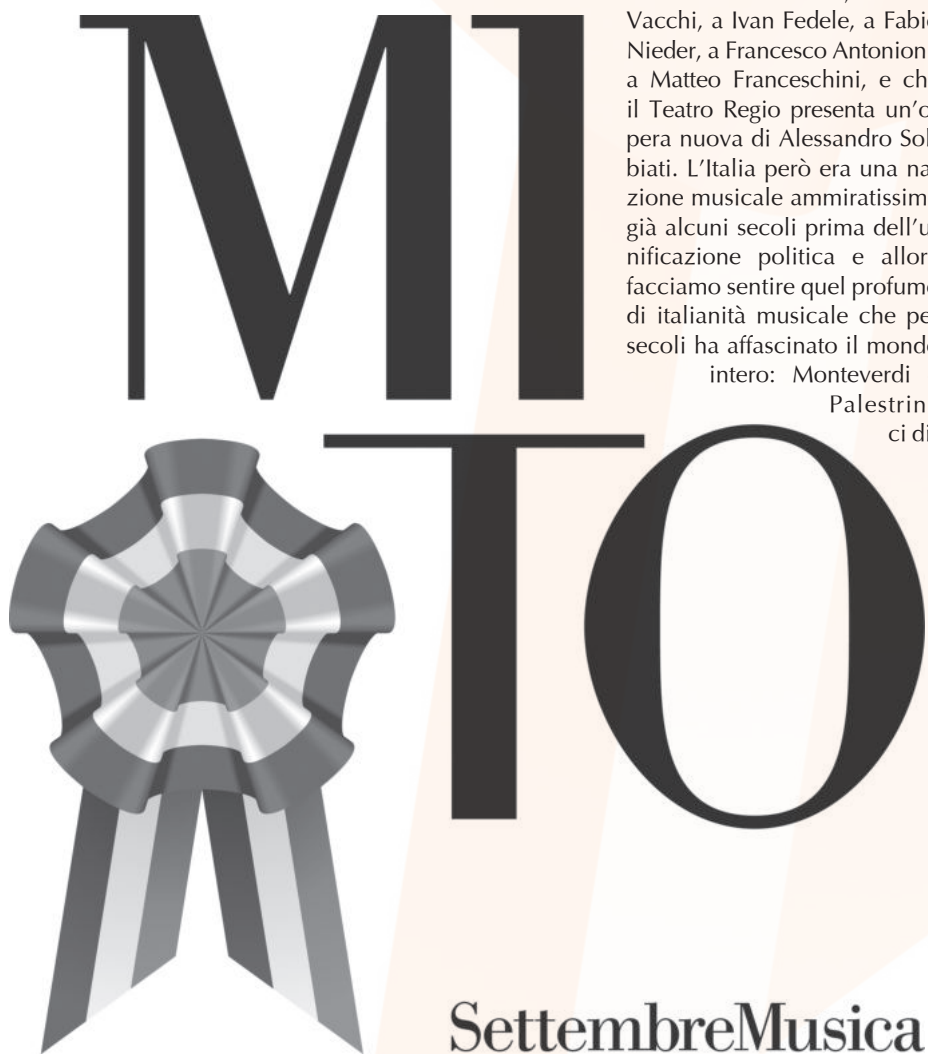 MI
TO
SettembreMusica
Vacchi, a Ivan Fedele, a Fabio
Nieder, a Francesco Antonion
a Matteo Franceschini, e ch
il Teatro Regio presenta un’o
pera nuova di Alessandro Sol
biati. L’Italia però era una na
zione musicale ammiratissim
già alcuni secoli prima dell’u
nificazione politica e allor
facciamo sentire quel profumo
di italianità musicale che pe
secoli ha affascinato il mondo
intero: Monteverdi
Palestrin
ci di